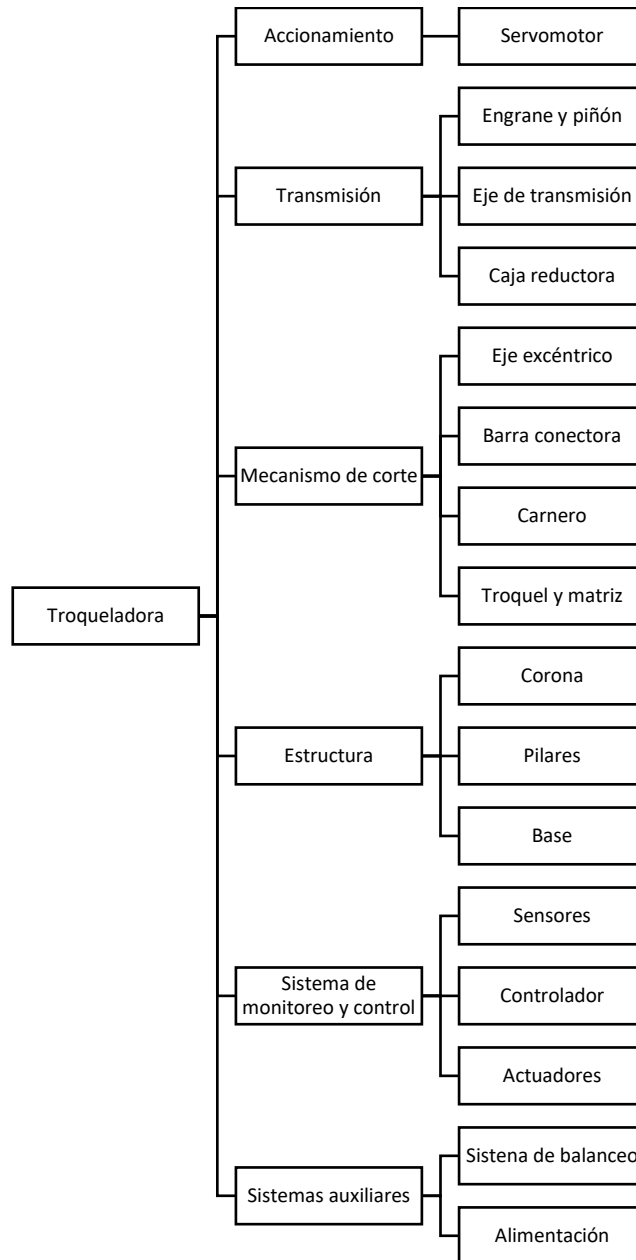 Accionamiento
Servomotor
Transmisión
Engrane y piñón
Eje de transmisión
Caja reductora
Mecanismo de corte
Eje excéntrico
Barra conectora
Carnero
Troquel y matriz
Troqueladora
Estructura
Corona
Pilares
Base
Sistema de
monitoreo y control
Sensores
Controlador
Actuadores
Sistemas auxiliares
Sistena de balanceo
Alimentación